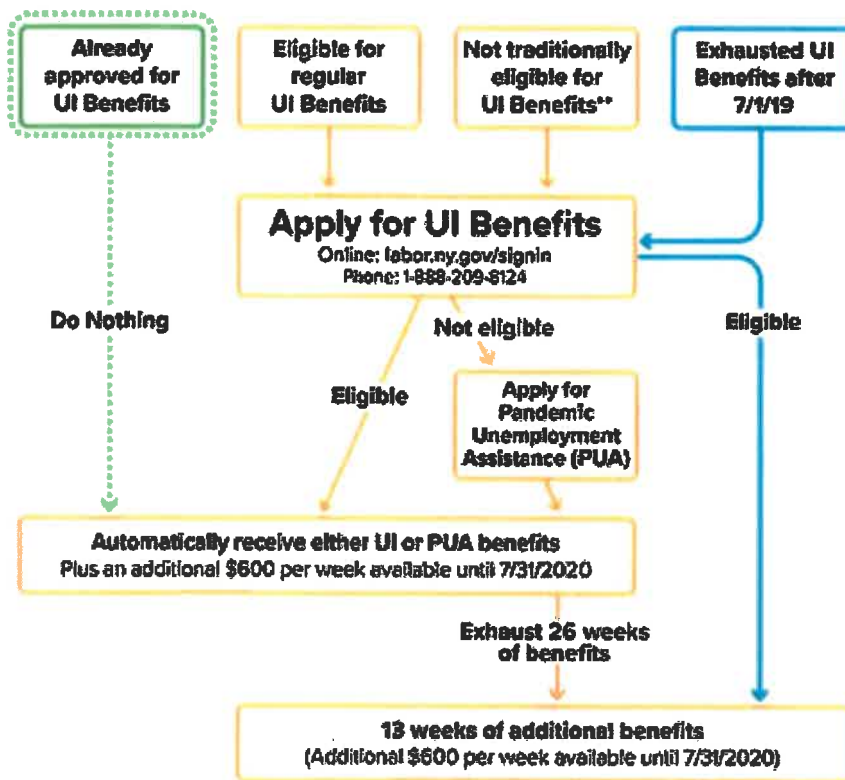 Already
approved for
UI Benefits
Eligible for
regular
UI Benefits
Not traditionally
eligible for
UI Benefits**
Exhausted UI
Benefits after
7/1/19
Apply for UI Benefits
Online: labor.ny.gov/signin
Phone: 1-888-209-8124
Do Nothing
Not eligible
Eligible
Eligible
Apply for
Pandemic
Unemployment
Assistance (PUA)
Automatically receive either UI or PUA benefits
Plus an additional $600 per week available until 7/31/2020
Exhaust 26 weeks
of benefits
13 weeks of additional benefits
(Additional $600 per week available until 7/31/2020)